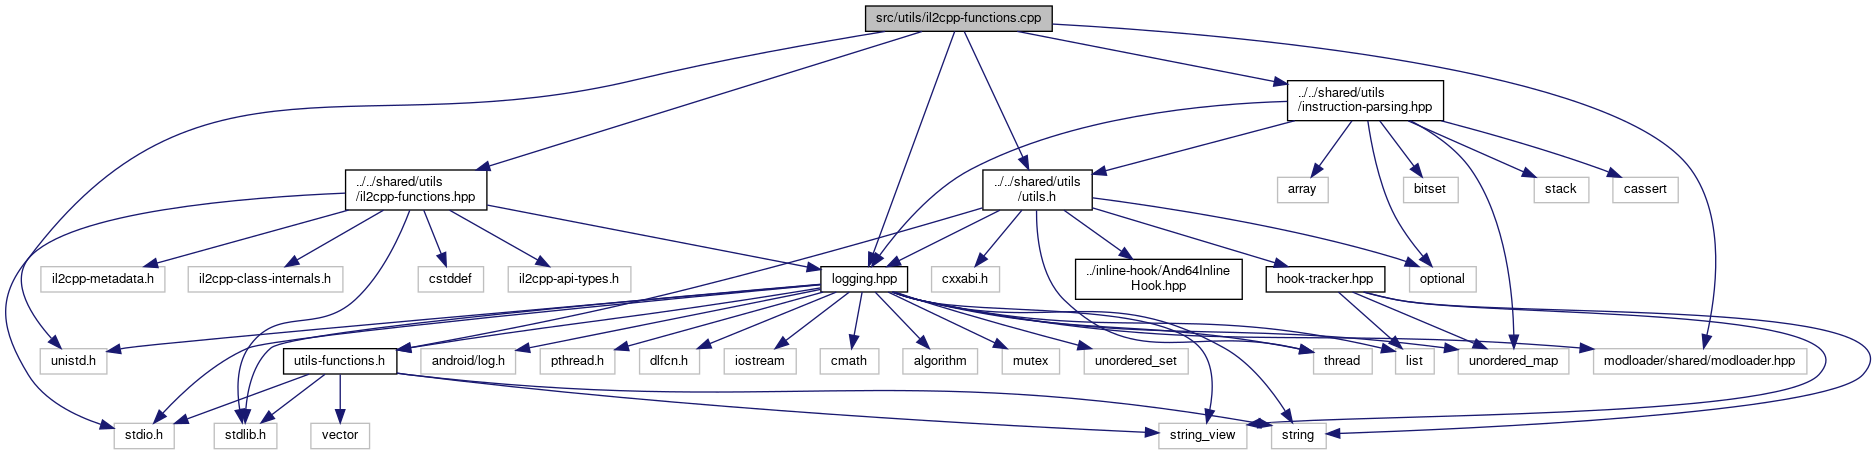 src/utils/il2cpp-functions.cpp
../../shared/utils
/instruction-parsing.hpp
../../shared/utils
/il2cpp-functions.hpp
../../shared/utils
/utils.h
array
bitset
stack
cassert
il2cpp-metadata.h
il2cpp-class-internals.h
cstddef
il2cpp-api-types.h
logging.hpp
cxxabi.h
../inline-hook/And64Inline
Hook.hpp
hook-tracker.hpp
optional
unistd.h
utils-functions.h
android/log.h
pthread.h
dlfcn.h
iostream
cmath
algorithm
mutex
unordered_set
thread
list
unordered_map
modloader/shared/modloader.hpp
stdio.h
stdlib.h
vector
string_view
string